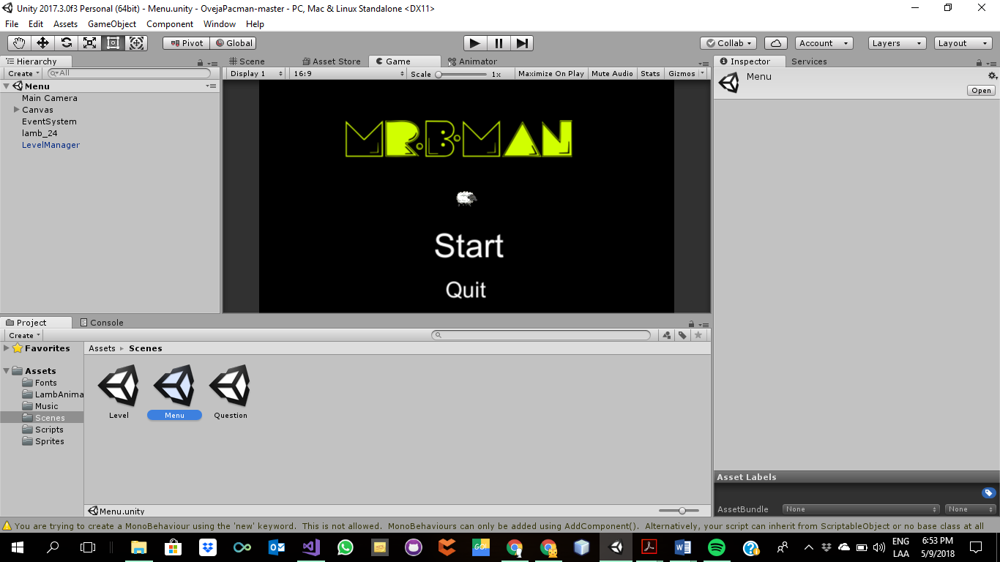 Unity 2017.3.0f3 Personal (64bit) - Menu.unity - OvejaPacman-master - PC, Mac & Linux Standalone <DX11>
File Edit Assets GameObject Component Window Help
Pivot Global Collab Account Layers Layout
Hierarchy
Create All
Menu
Main Camera
Canvas
EventSystem
lamb_24
LevelManager
Scene Asset Store Game Animator
Display 1 16:9 Scale 1x Maximize On Play Mute Audio Stats Gizmos
MR.B.MAN
Start
Quit
Inspector Services
Menu
Open
Project Console
Create
Favorites
Assets
Fonts
LambAnima
Music
Scenes
Scripts
Sprites
Assets Scenes
Level Menu Question
Menu.unity
Asset Labels
AssetBundle None None
You are trying to create a MonoBehaviour using the 'new' keyword. This is not allowed. MonoBehaviours can only be added using AddComponent(). Alternatively, your script can inherit from ScriptableObject or no base class at all
GO!
ENG
LAA
6:53 PM
5/9/2018